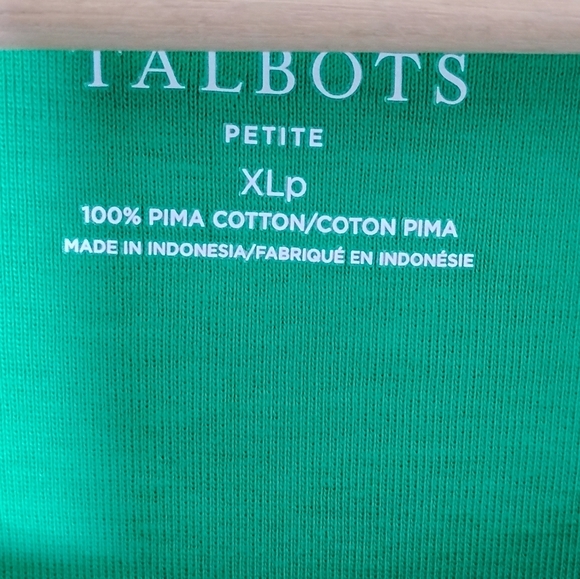 TALBOTS
PETITE
XLp
100% PIMA COTTON/COTON PIMA
MADE IN INDONESIA/FABRIQUÉ EN INDONÉSIE